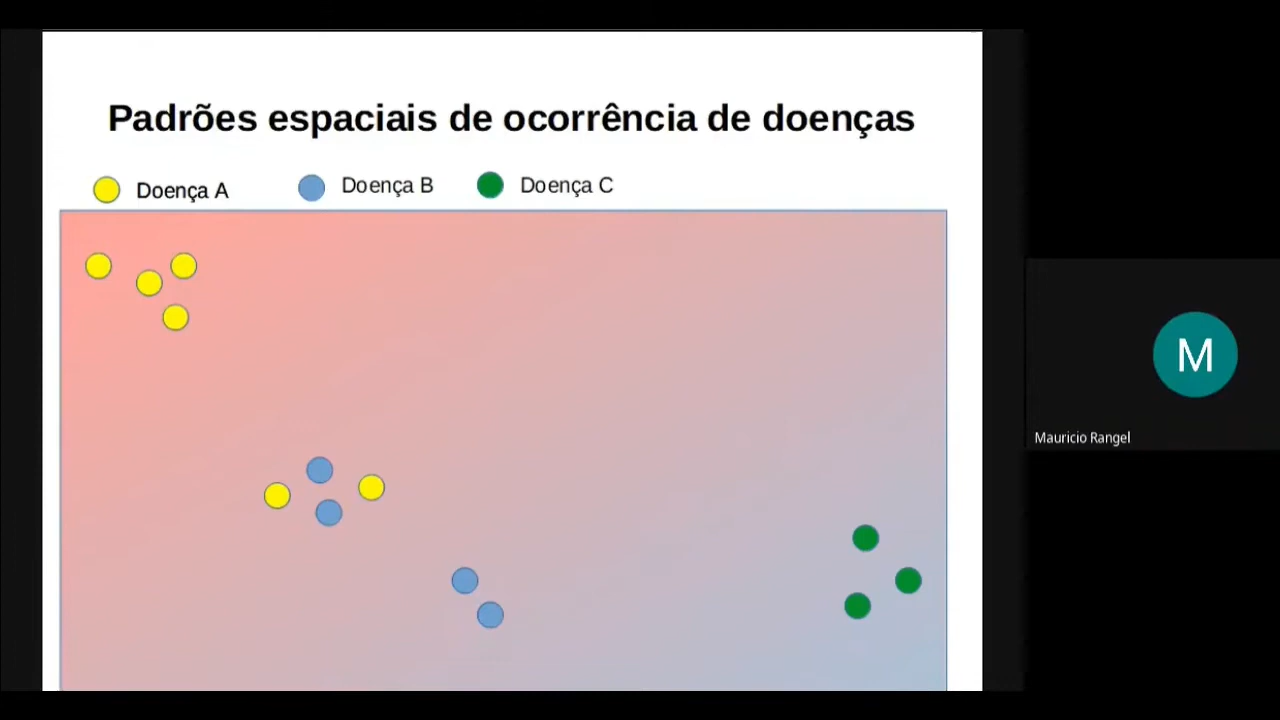 Padrões espaciais de ocorrência de doenças
Doença A
Doença B
Doença C
M
Mauricio Rangel